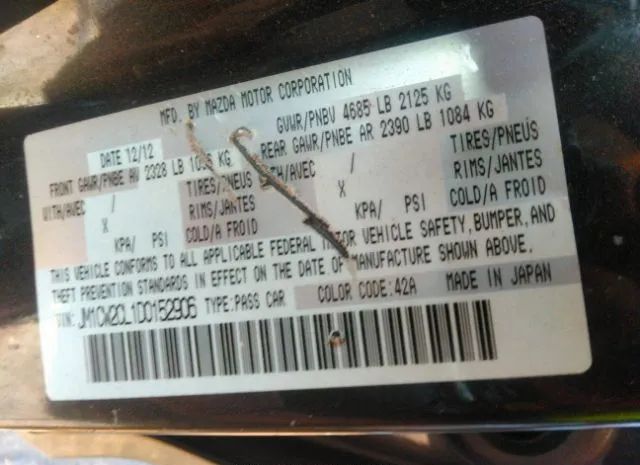 MFD. BY MAZDA MOTOR CORPORATION
DATE 12/12 GVWR/PNBV 4685 LB 2125 KG
FRONT GAWR/PNBE AV 2328 LB KG REAR GAWR/PNBE AR 2390 LB 1084 KG
WITH/AVEC / TIRES/PNEUS / TIRES/PNEUS
X RIMS/JANTES X RIMS/JANTES
KPA/ PSI COLD/A FROID KPA/ PSI COLD/A FROID
THIS VEHICLE CONFORMS TO ALL APPLICABLE FEDERAL MOTOR VEHICLE SAFETY, BUMPER, AND
THEFT PREVENTION STANDARDS IN EFFECT ON THE DATE OF MANUFACTURE SHOWN ABOVE.
VIN: JM1CW2CL1D0152906 TYPE:PASS CAR COLOR CODE:42A MADE IN JAPAN